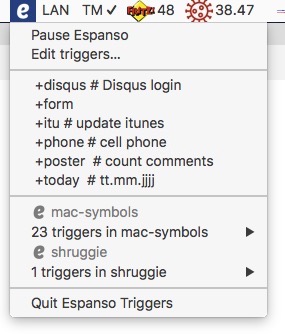 e LAN TM ✓ FRITZ! 48 38.47
Pause Espanso
Edit triggers...
+disqus # Disqus login
+form
+itu # update itunes
+phone # cell phone
+poster # count comments
+today # tt.mm.jjjj
e mac-symbols
23 triggers in mac-symbols
e shruggie
1 triggers in shruggie
Quit Espanso Triggers